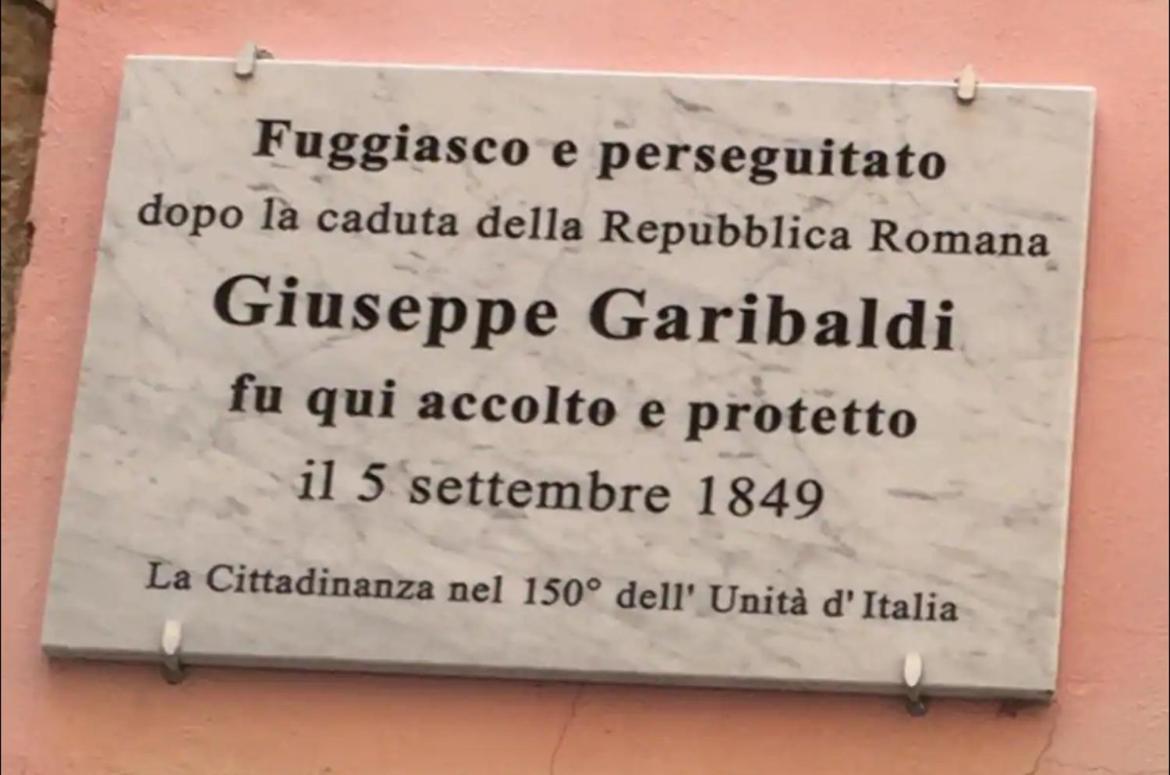 Fuggiasco e perseguitato
dopo la caduta della Repubblica Romana
Giuseppe Garibaldi
fu qui accolto e protetto
il 5 settembre 1849
La Cittadinanza nel 150° dell' Unità d' Italia